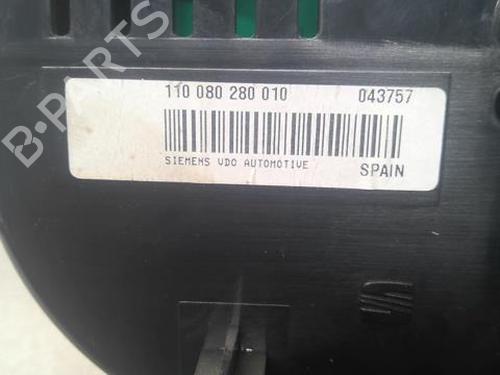 B-PARTS
110 080 280 010 043757
SIEMENS VDO AUTOMOTIVE SPAIN